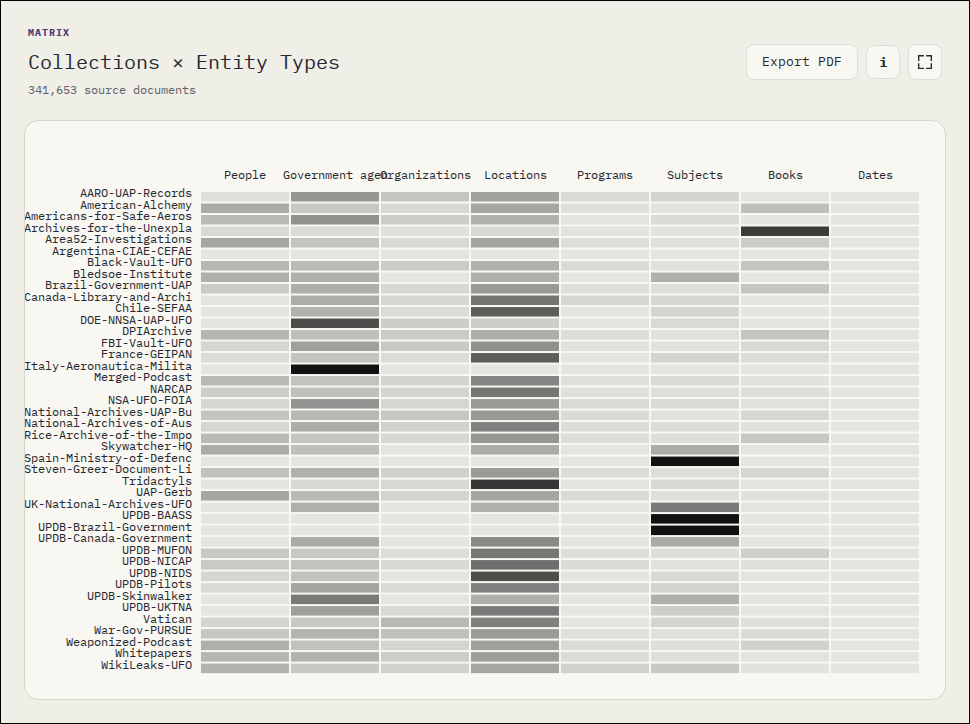 MATRIX
Collections × Entity Types
341,653 source documents
Export PDF
i
People Government agen Organizations Locations Programs Subjects Books Dates
AARO-UAP-Records
American-Alchemy
Americans-for-Safe-Aeros
Archives-for-the-Unexpla
Area52-Investigations
Argentina-CIAE-CEFAE
Black-Vault-UFO
Bledsoe-Institute
Brazil-Government-UAP
Canada-Library-and-Archi
Chile-SEFAA
DOE-NNSA-UAP-UFO
DPIArchive
FBI-Vault-UFO
France-GEIPAN
Italy-Aeronautica-Milita
Merged-Podcast
NARCAP
NSA-UFO-FOIA
National-Archives-UAP-Bu
National-Archives-of-Aus
Rice-Archive-of-the-Impo
Skywatcher-HQ
Spain-Ministry-of-Defenc
Steven-Greer-Document-Li
Tridactyls
UAP-Gerb
UK-National-Archives-UFO
UPDB-BAASS
UPDB-Brazil-Government
UPDB-Canada-Government
UPDB-MUFON
UPDB-NICAP
UPDB-NIDS
UPDB-Pilots
UPDB-Skinwalker
UPDB-UKTNA
Vatican
War-Gov-PURSUE
Weaponized-Podcast
Whitepapers
WikiLeaks-UFO